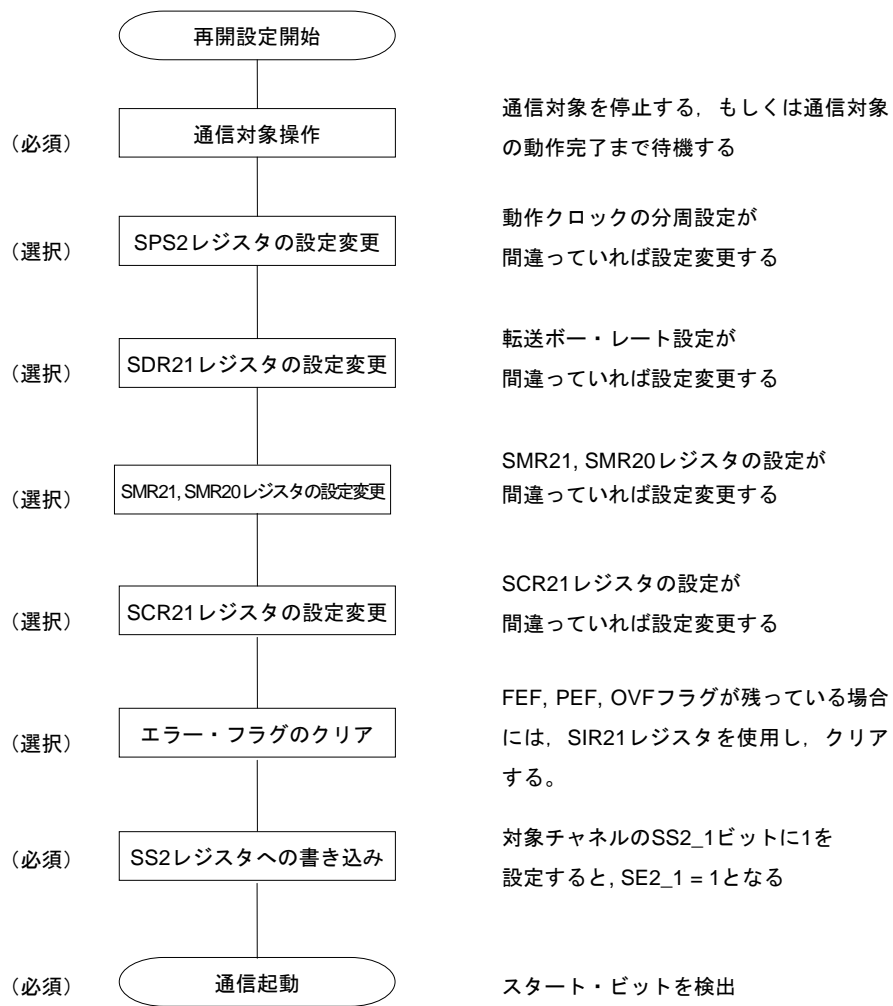 再開設定開始
（必須）
通信対象操作
通信対象を停止する，もしくは通信対象
の動作完了まで待機する
（選択）
SPS2レジスタの設定変更
動作クロックの分周設定が
間違っていれば設定変更する
（選択）
SDR21レジスタの設定変更
転送ボー・レート設定が
間違っていれば設定変更する
（選択）
SMR21, SMR20レジスタの設定変更
SMR21, SMR20レジスタの設定が
間違っていれば設定変更する
（選択）
SCR21レジスタの設定変更
SCR21レジスタの設定が
間違っていれば設定変更する
（選択）
エラー・フラグのクリア
FEF, PEF, OVFフラグが残っている場合
には，SIR21レジスタを使用し，クリア
する。
（必須）
SS2レジスタへの書き込み
対象チャネルのSS2_1ビットに1を
設定すると, SE2_1 = 1となる
（必須）
通信起動
スタート・ビットを検出